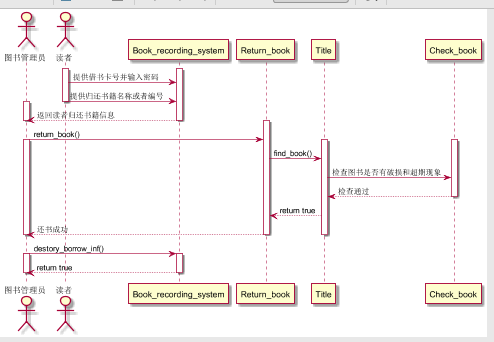 图书管理员 读者 Book_recording_system Return_book Title Check_book
提供借书卡号并输入密码
提供归还书籍名称或者编号
返回读者归还书籍信息
return_book()
find_book()
检查图书是否有破损和超期现象
检查通过
return true
还书成功
destory_borrow_inf()
return true
图书管理员 读者 Book_recording_system Return_book Title Check_book